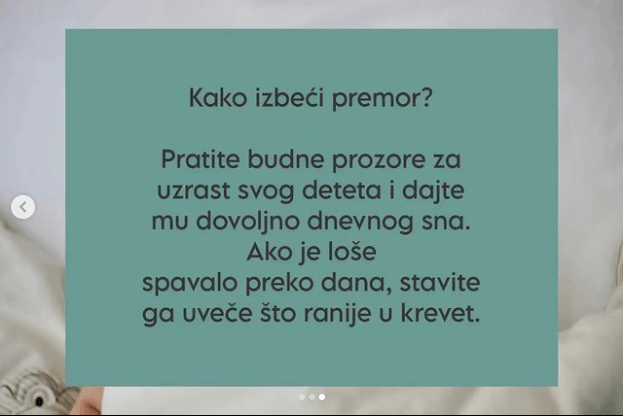 Kako izbeći premor?
Pratite budne prozore za
uzrast svog deteta i dajte
mu dovoljno dnevnog sna.
Ako je loše
spavalo preko dana, stavite
ga uveče što ranije u krevet.